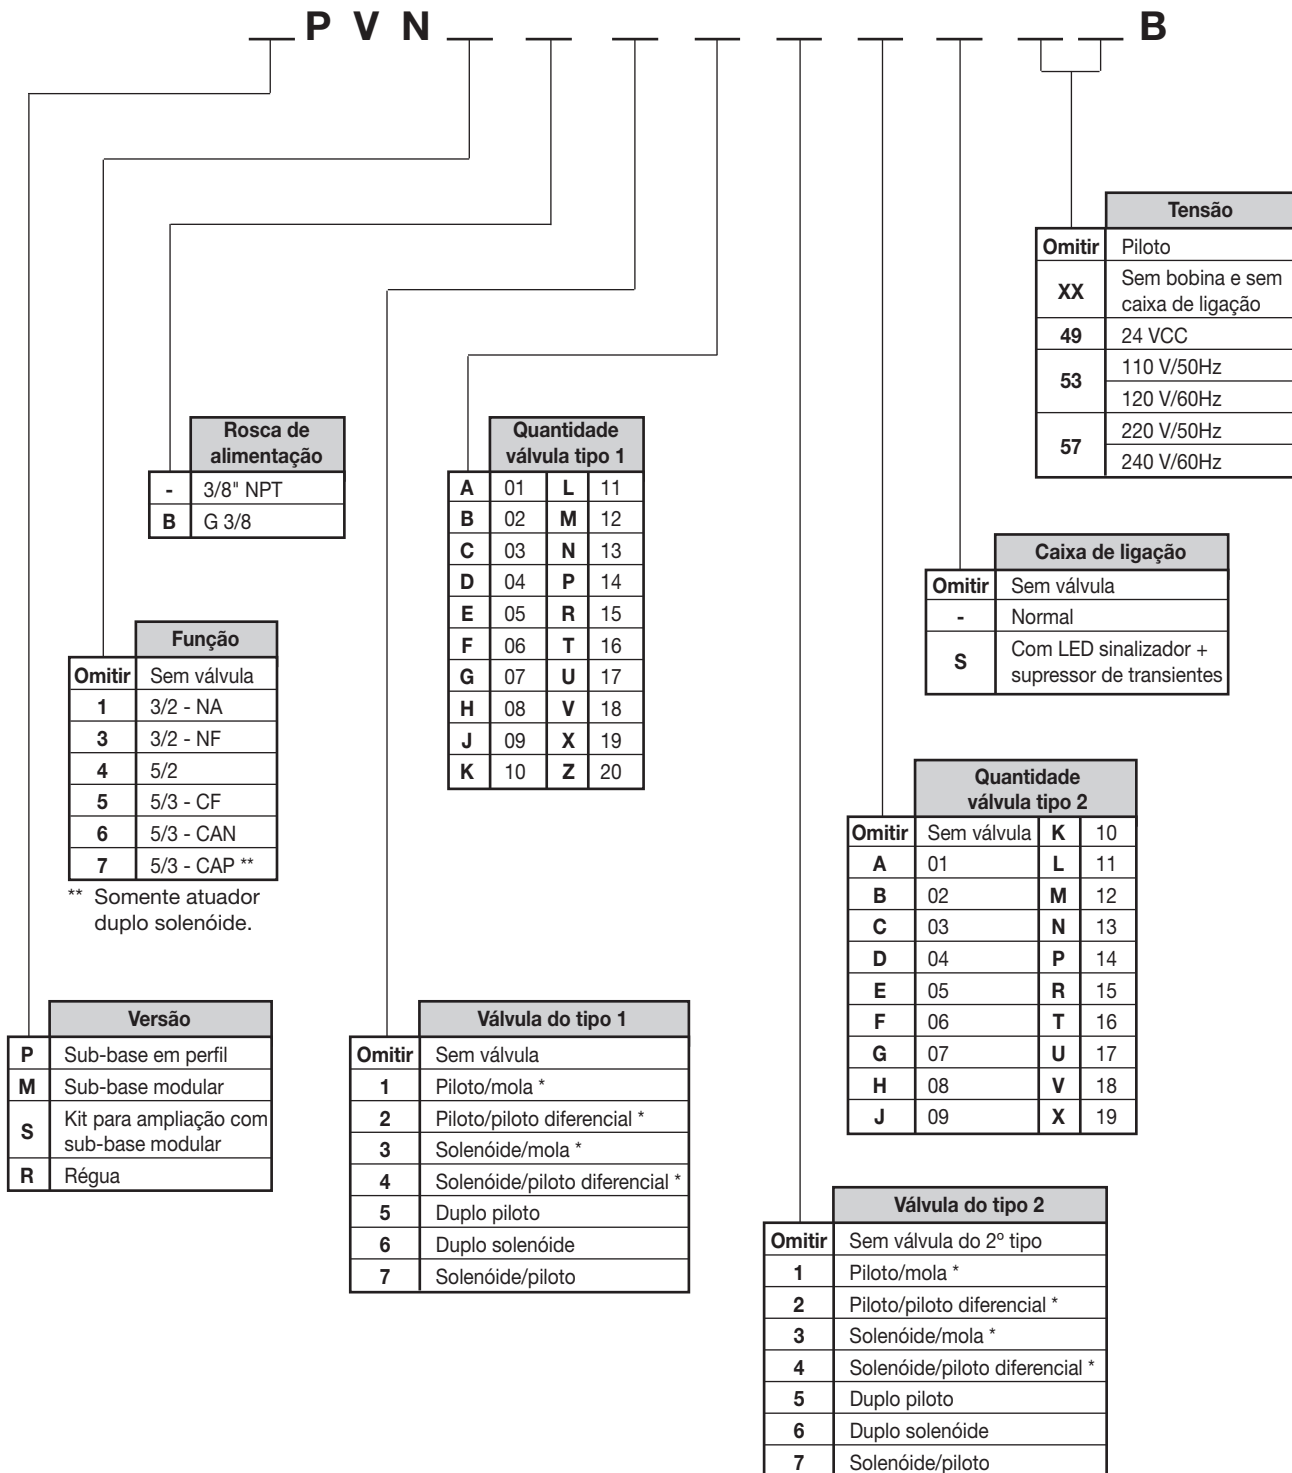 __ P V N __ __ __ __ __ __ __ __ __ B
Tensão
Omitir Piloto
XX Sem bobina e sem
caixa de ligação
49 24 VCC
53 110 V/50Hz
120 V/60Hz
57 220 V/50Hz
240 V/60Hz
Rosca de
alimentação
- 3/8" NPT
B G 3/8
Quantidade
válvula tipo 1
A 01 L 11
B 02 M 12
C 03 N 13
D 04 P 14
E 05 R 15
F 06 T 16
G 07 U 17
H 08 V 18
J 09 X 19
K 10 Z 20
Caixa de ligação
Omitir Sem válvula
- Normal
S Com LED sinalizador +
supressor de transientes
Função
Omitir Sem válvula
1 3/2 - NA
3 3/2 - NF
4 5/2
5 5/3 - CF
6 5/3 - CAN
7 5/3 - CAP **
** Somente atuador
duplo solenóide.
Quantidade
válvula tipo 2
Omitir Sem válvula K 10
A 01 L 11
B 02 M 12
C 03 N 13
D 04 P 14
E 05 R 15
F 06 T 16
G 07 U 17
H 08 V 18
J 09 X 19
Versão
P Sub-base em perfil
M Sub-base modular
S Kit para ampliação com
sub-base modular
R Régua
Válvula do tipo 1
Omitir Sem válvula
1 Piloto/mola *
2 Piloto/piloto diferencial *
3 Solenóide/mola *
4 Solenóide/piloto diferencial *
5 Duplo piloto
6 Duplo solenóide
7 Solenóide/piloto
Válvula do tipo 2
Omitir Sem válvula do 2º tipo
1 Piloto/mola *
2 Piloto/piloto diferencial *
3 Solenóide/mola *
4 Solenóide/piloto diferencial *
5 Duplo piloto
6 Duplo solenóide
7 Solenóide/piloto